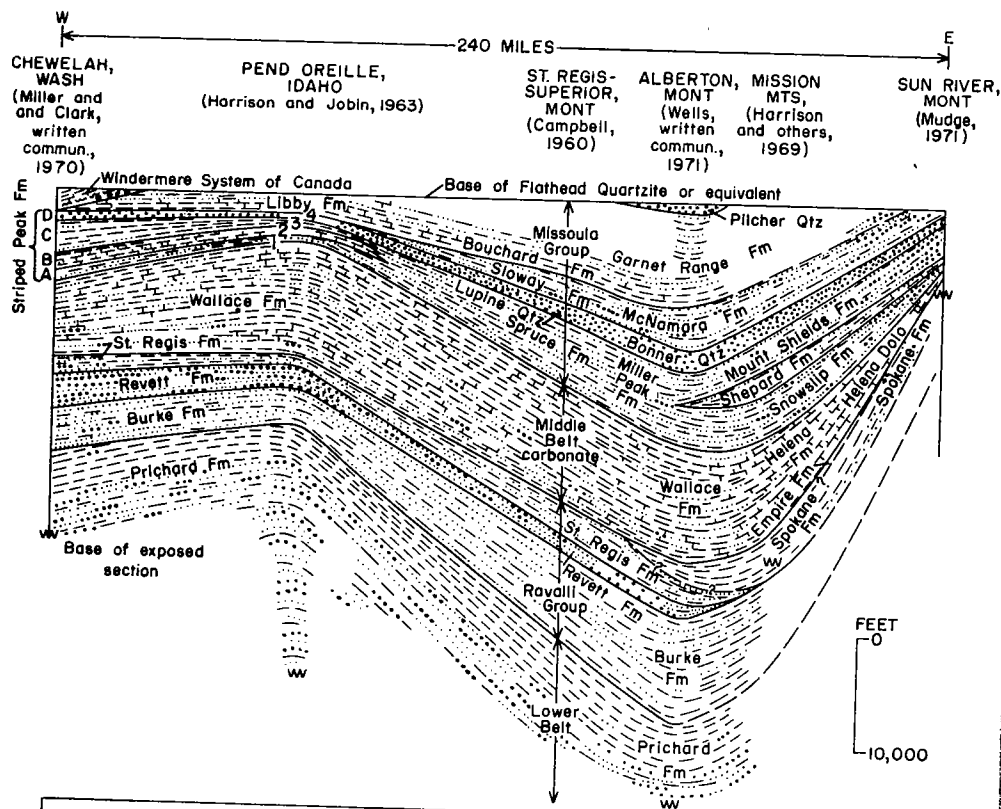 W
E
240 MILES
CHEWELAH,
WASH
(Miller and
and Clark,
written
commun.,
1970)
PEND OREILLE,
IDAHO
(Harrison and Jobin, 1963)
ST. REGIS-
SUPERIOR,
MONT
(Campbell,
1960)
ALBERTON,
MONT
(Wells,
written
commun.,
1971)
MISSION
MTS,
(Harrison
and others,
1969)
SUN RIVER,
MONT
(Mudge,
1971)
Windermere System of Canada
Base of Flathead Quartzite or equivalent
Libby Fm
Pilcher Qtz
Striped Peak Fm
D
C
B
A
4
3
2
1
Missoula
Group
Garnet Range
Fm
Bouchard Fm
Sloway Fm
McNamara Fm
Lupine Qtz
Bonner Qtz
Spruce Fm
Mount Shields Fm
Miller
Peak
Fm
Shepard Fm
Snowslip Fm
Wallace Fm
St. Regis Fm
Revett Fm
Burke Fm
Prichard Fm
Middle
Belt
carbonate
Helena Dolo
Spokane Fm
Helena
Fm
Wallace
Fm
Empire Fm
Spokane ?
Fm
Base of exposed
section
St. Regis Fm
Revett Fm
Ravalli
Group
Burke
Fm
FEET
0
10,000
Lower
Belt
Prichard
Fm